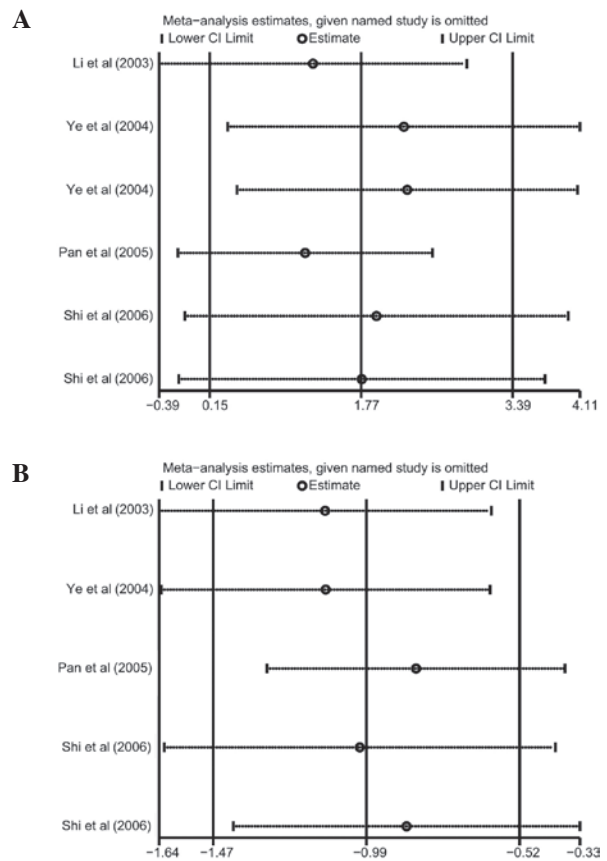 A
Meta-analysis estimates, given named study is omitted
Lower CI Limit Estimate Upper CI Limit
Li et al (2003)
Ye et al (2004)
Ye et al (2004)
Pan et al (2005)
Shi et al (2006)
Shi et al (2006)
−0.39 0.15 1.77 3.39 4.11
B
Meta-analysis estimates, given named study is omitted
Lower CI Limit Estimate Upper CI Limit
Li et al (2003)
Ye et al (2004)
Pan et al (2005)
Shi et al (2006)
Shi et al (2006)
−1.64 −1.47 −0.99 −0.52 −0.33